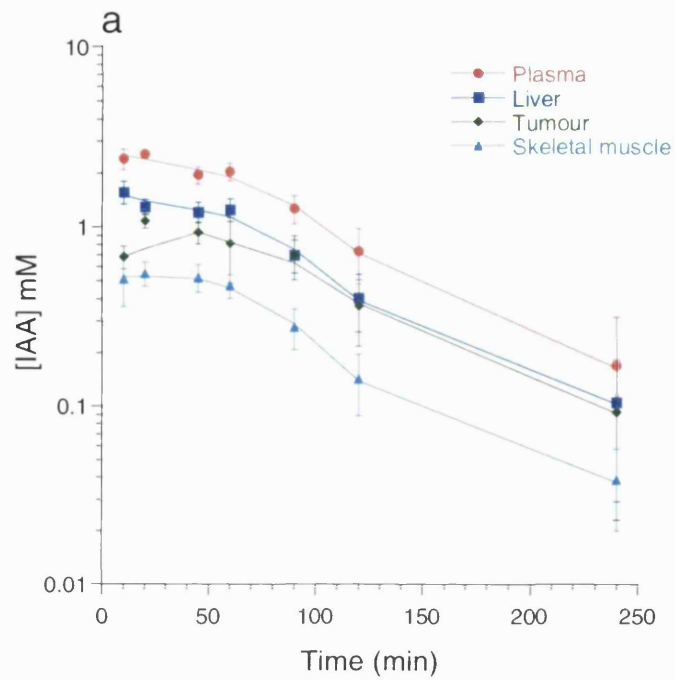 a
10
Plasma
Liver
Tumour
Skeletal muscle
1
[IAA] mM
0.1
0.01
0 50 100 150 200 250
Time (min)